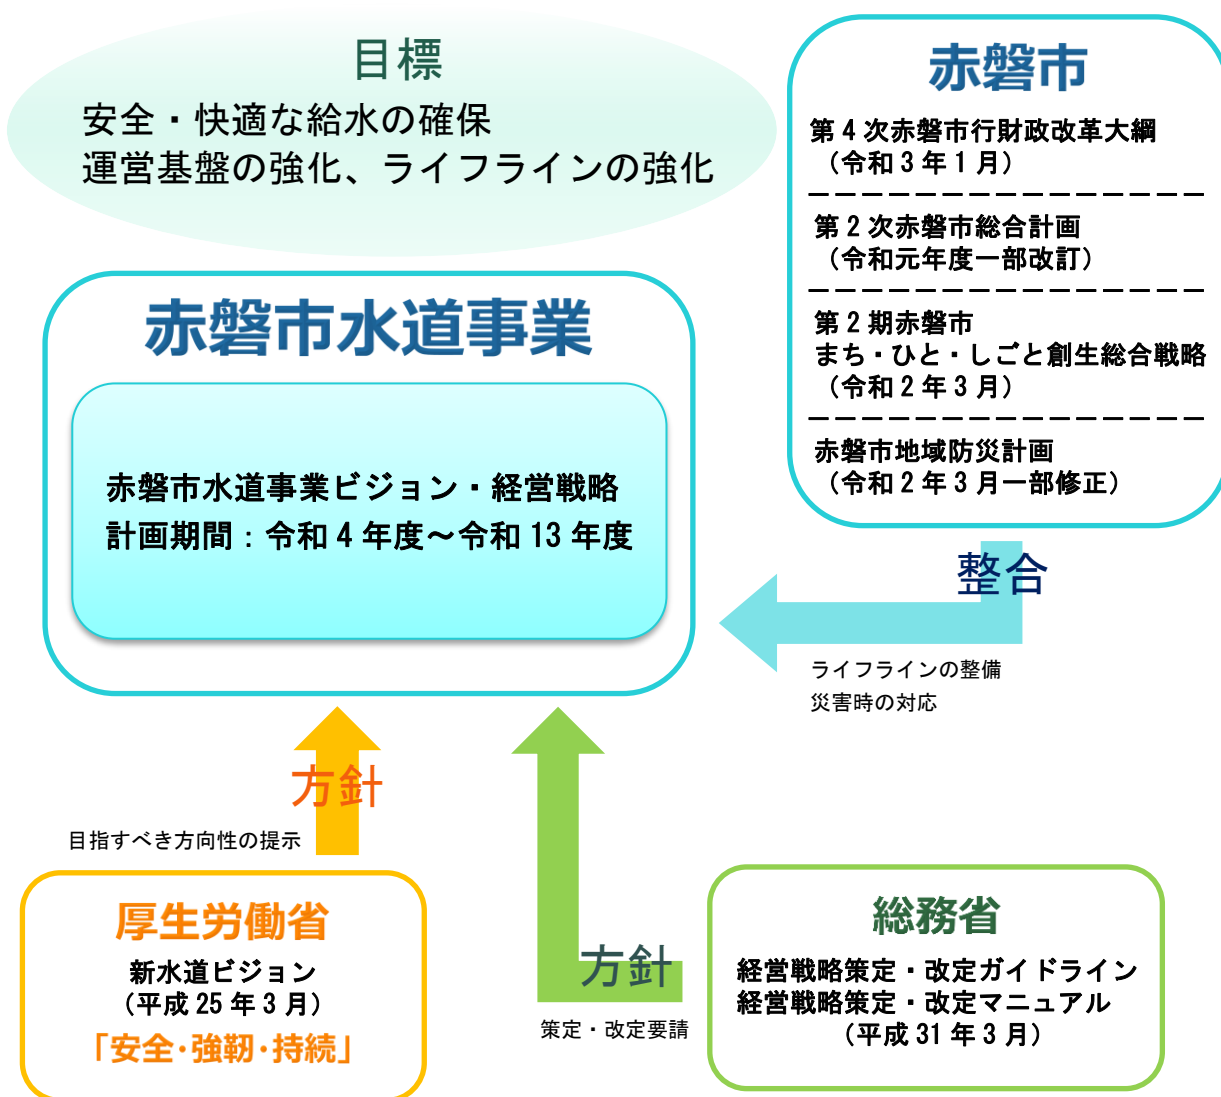 目標
安全・快適な給水の確保
運営基盤の強化、ライフラインの強化
赤磐市
第4次赤磐市行財政改革大綱
（令和3年1月）
第2次赤磐市総合計画
（令和元年度一部改訂）
第2期赤磐市
まち・ひと・しごと創生総合戦略
（令和2年3月）
赤磐市地域防災計画
（令和2年3月一部修正）
赤磐市水道事業
赤磐市水道事業ビジョン・経営戦略
計画期間：令和4年度～令和13年度
整合
ライフラインの整備
災害時の対応
方針
目指すべき方向性の提示
厚生労働省
新水道ビジョン
（平成25年3月）
「安全・強靭・持続」
方針
策定・改定要請
総務省
経営戦略策定・改定ガイドライン
経営戦略策定・改定マニュアル
（平成31年3月）